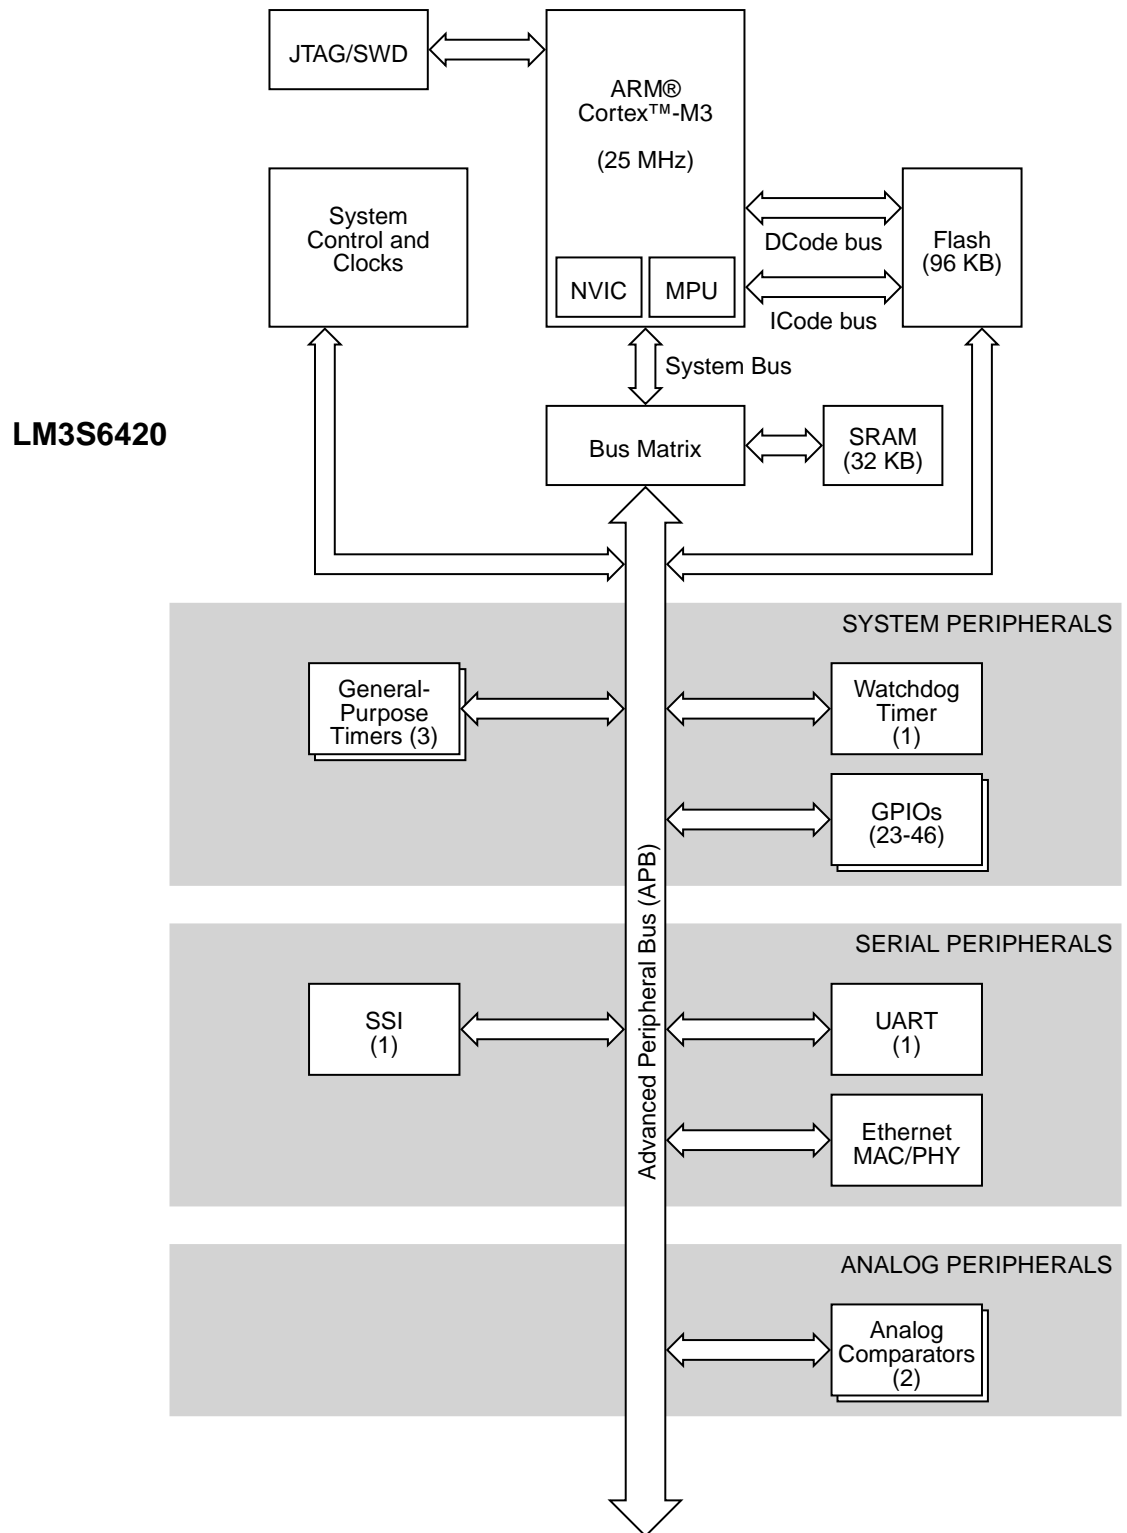 JTAG/SWD
ARM®
Cortex™-M3
(25 MHz)
System
Control and
Clocks
DCode bus
Flash
(96 KB)
NVIC
MPU
ICode bus
System Bus
LM3S6420
Bus Matrix
SRAM
(32 KB)
SYSTEM PERIPHERALS
General-
Purpose
Timers (3)
Watchdog
Timer
(1)
GPIOs
(23-46)
Advanced Peripheral Bus (APB)
SERIAL PERIPHERALS
SSI
(1)
UART
(1)
Ethernet
MAC/PHY
ANALOG PERIPHERALS
Analog
Comparators
(2)